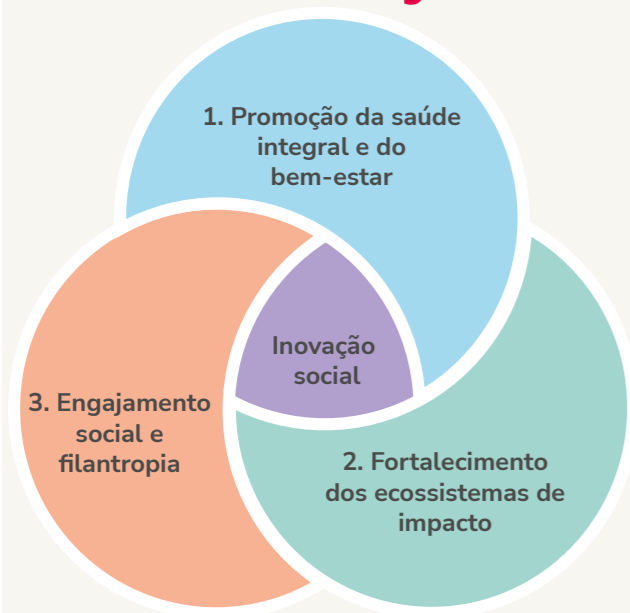 1. Promoção da saúde
integral e do
bem-estar
Inovação
social
3. Engajamento
social e
filantropia
2. Fortalecimento
dos ecossistemas de
impacto